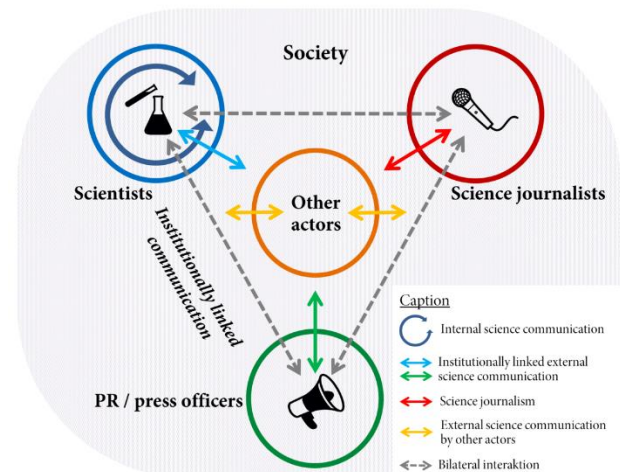 Society
Scientists
Science journalists
Other
actors
Institutionally linked
communication
PR / press officers
Caption
Internal science communication
Institutionally linked external
science communication
Science journalism
External science communication
by other actors
Bilateral interaktion